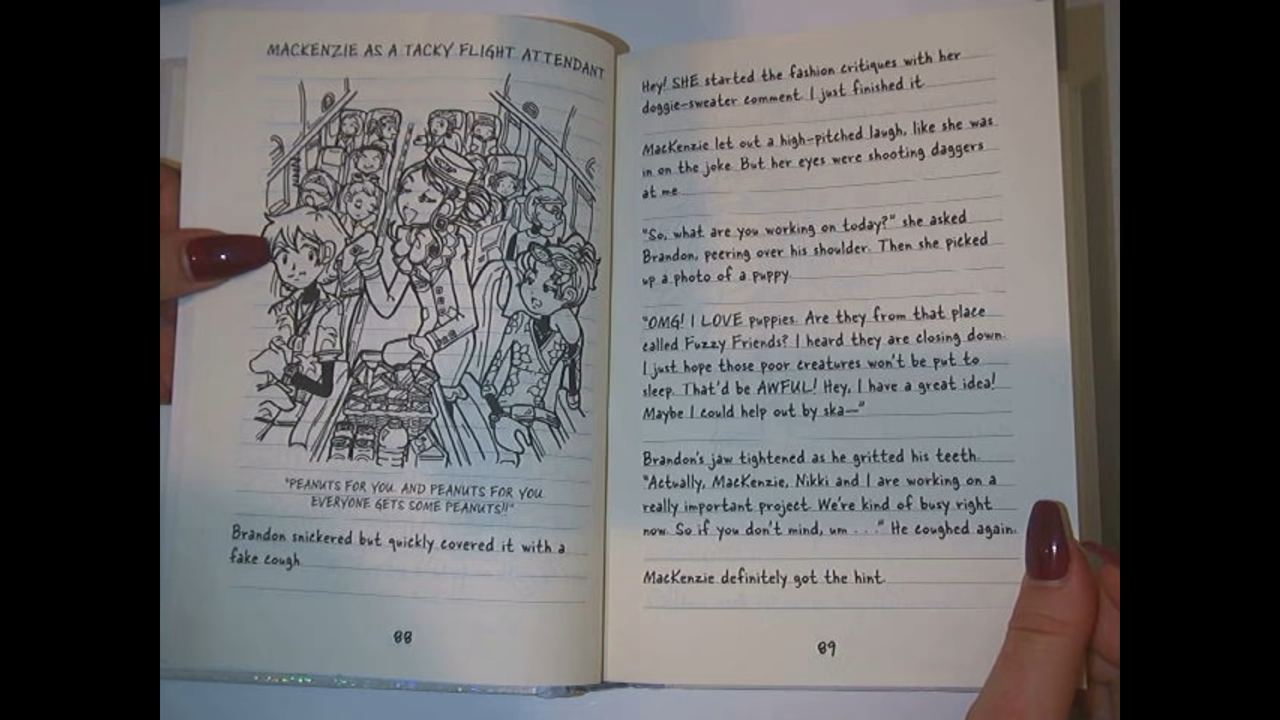 MACKENZIE AS A TACKY FLIGHT ATTENDANT
"PEANUTS FOR YOU. AND PEANUTS FOR YOU.
EVERYONE GETS SOME PEANUTS!!"
Brandon snickered but quickly covered it with a
fake cough.
88
Hey! SHE started the fashion critiques with her
doggie-sweater comment. I just finished it.
MacKenzie let out a high-pitched laugh, like she was
in on the joke. But her eyes were shooting daggers
at me.
"So, what are you working on today?" she asked
Brandon, peering over his shoulder. Then she picked
up a photo of a puppy.
"OMG! I LOVE puppies. Are they from that place
called Fuzzy Friends? I heard they are closing down.
I just hope those poor creatures won't be put to
sleep. That'd be AWFUL! Hey, I have a great idea!
Maybe I could help out by ska—"
Brandon's jaw tightened as he gritted his teeth.
"Actually, MacKenzie, Nikki and I are working on a
really important project. We're kind of busy right
now. So if you don't mind, um . . ." He coughed again.
MacKenzie definitely got the hint.
89